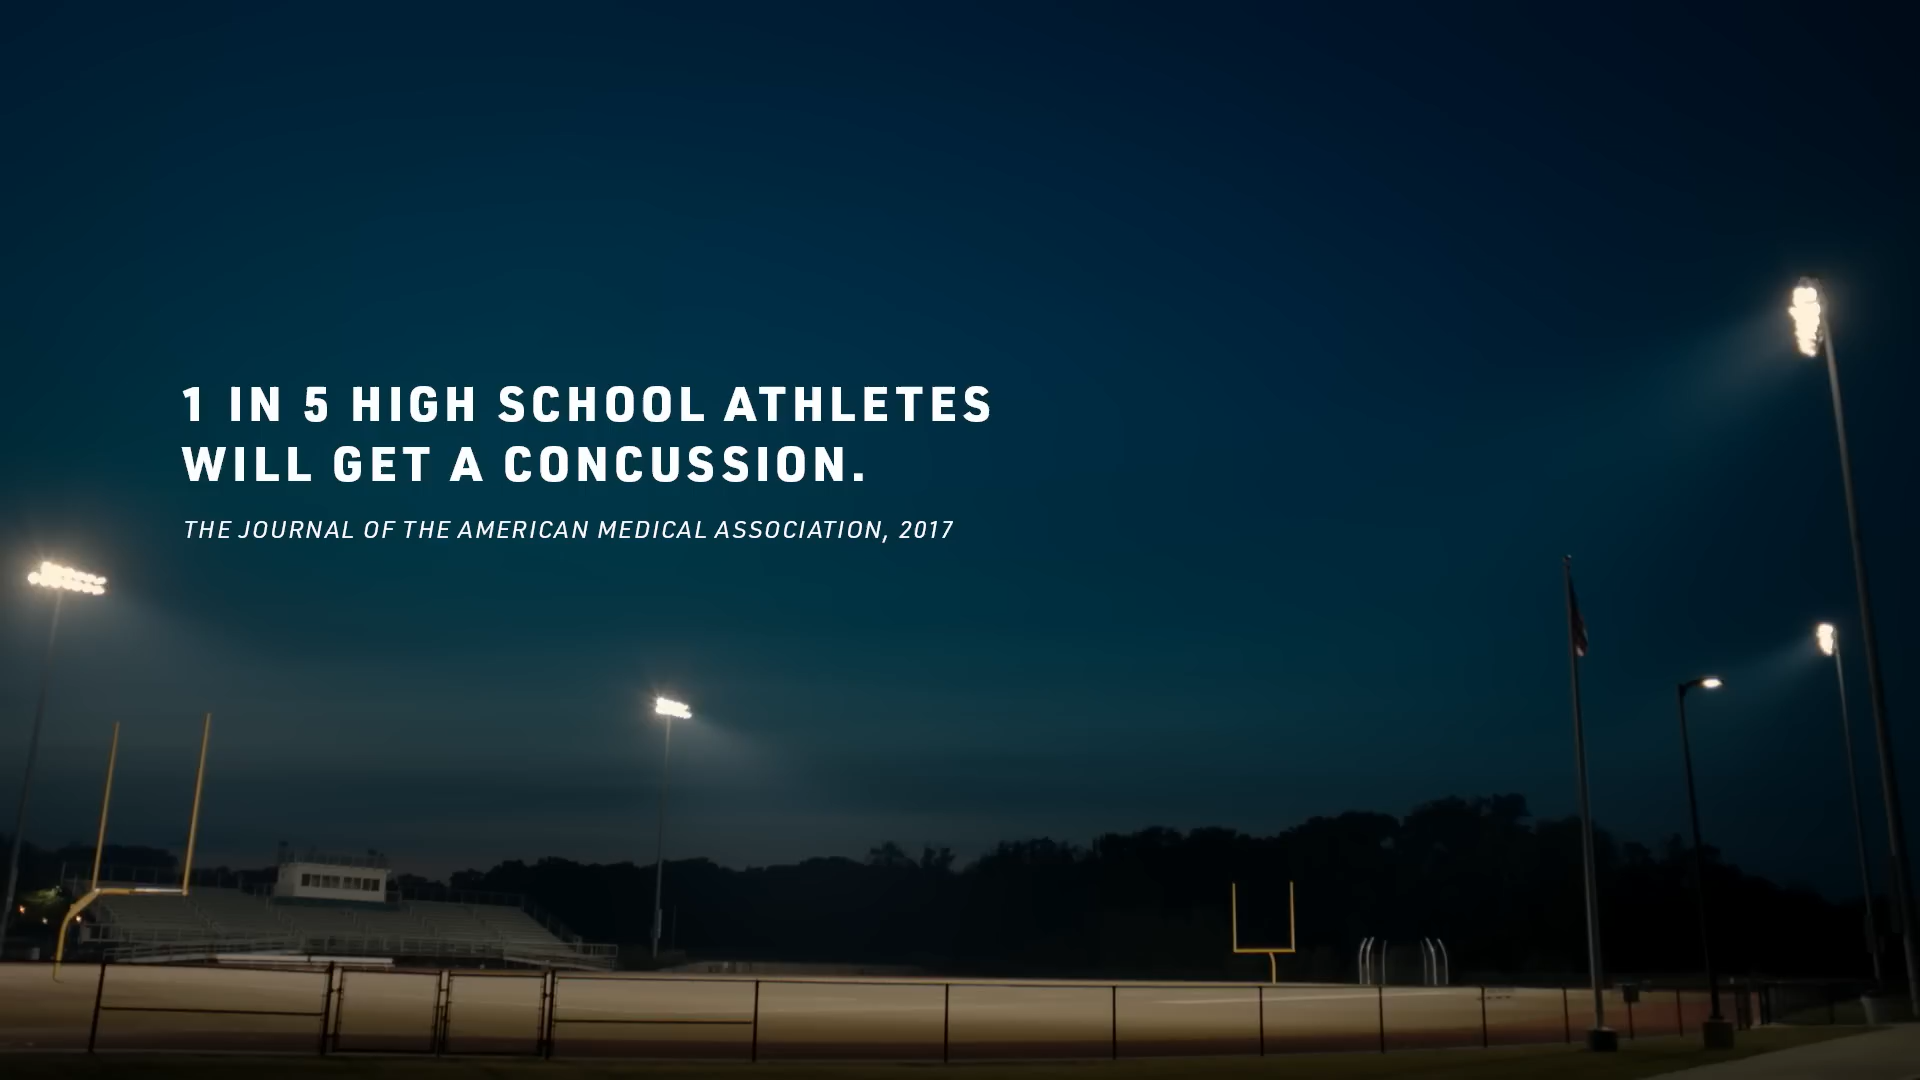 1 IN 5 HIGH SCHOOL ATHLETES
WILL GET A CONCUSSION.
THE JOURNAL OF THE AMERICAN MEDICAL ASSOCIATION, 2017